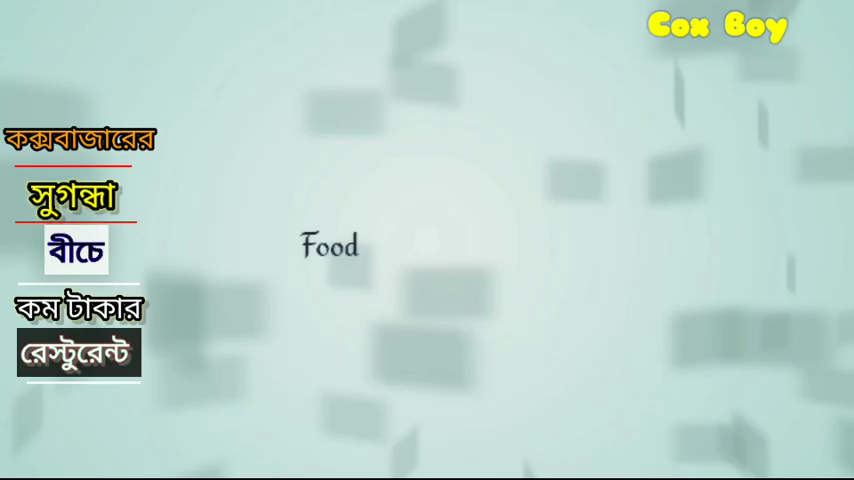 Cox Boy
কক্সবাজারের
সুগন্ধা
বীচে
কম টাকার
রেস্টুরেন্ট
Food